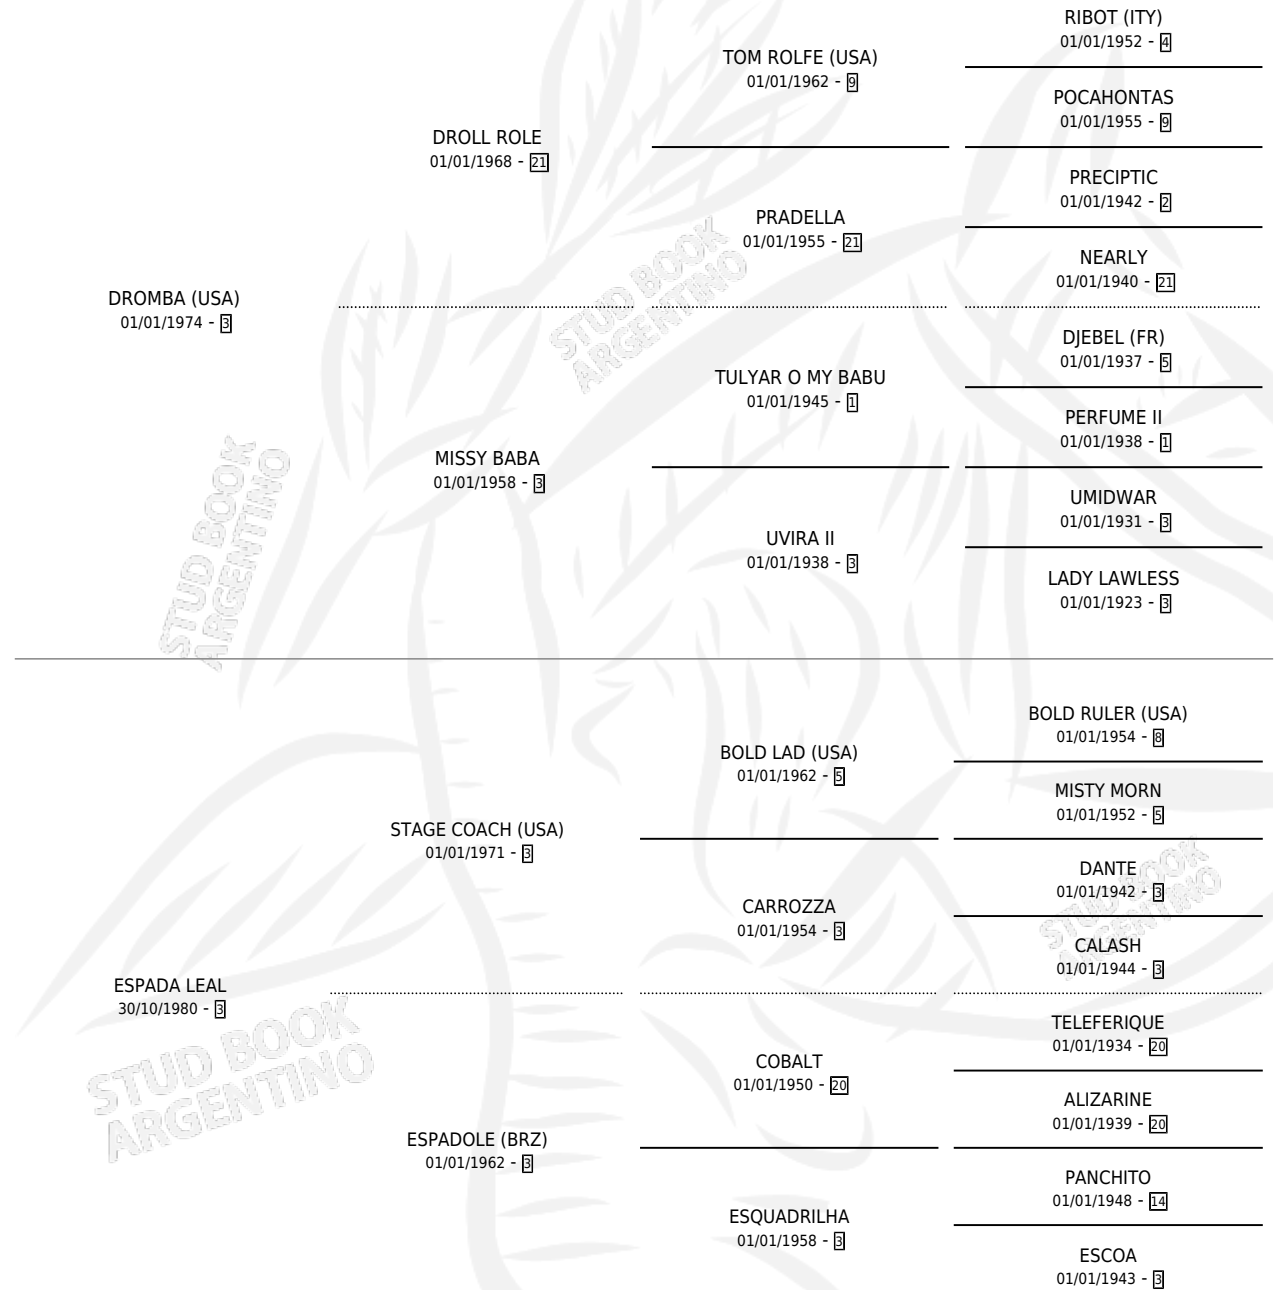 RIBOT (ITY)
01/01/1952 - 4
TOM ROLFE (USA)
01/01/1962 - 9
POCAHONTAS
01/01/1955 - 9
DROLL ROLE
01/01/1968 - 21
PRECIPTIC
01/01/1942 - 2
PRADELLA
01/01/1955 - 21
NEARLY
01/01/1940 - 21
DROMBA (USA)
01/01/1974 - 3
DJEBEL (FR)
01/01/1937 - 5
TULYAR O MY BABU
01/01/1945 - 1
PERFUME II
01/01/1938 - 1
MISSY BABA
01/01/1958 - 3
UMIDWAR
01/01/1931 - 3
UVIRA II
01/01/1938 - 3
LADY LAWLESS
01/01/1923 - 3
STUD BOOK
ARGENTINO
STUD BOOK
ARGENTINO
BOLD RULER (USA)
01/01/1954 - 8
BOLD LAD (USA)
01/01/1962 - 5
MISTY MORN
01/01/1952 - 5
STAGE COACH (USA)
01/01/1971 - 3
DANTE
01/01/1942 - 3
CARROZZA
01/01/1954 - 3
CALASH
01/01/1944 - 3
ESPADA LEAL
30/10/1980 - 3
TELEFERIQUE
01/01/1934 - 20
COBALT
01/01/1950 - 20
ALIZARINE
01/01/1939 - 20
ESPADOLE (BRZ)
01/01/1962 - 3
PANCHITO
01/01/1948 - 14
ESQUADRILHA
01/01/1958 - 3
ESCOA
01/01/1943 - 3
STUD BOOK
ARGENTINO
STUD BOOK
ARGENTINO